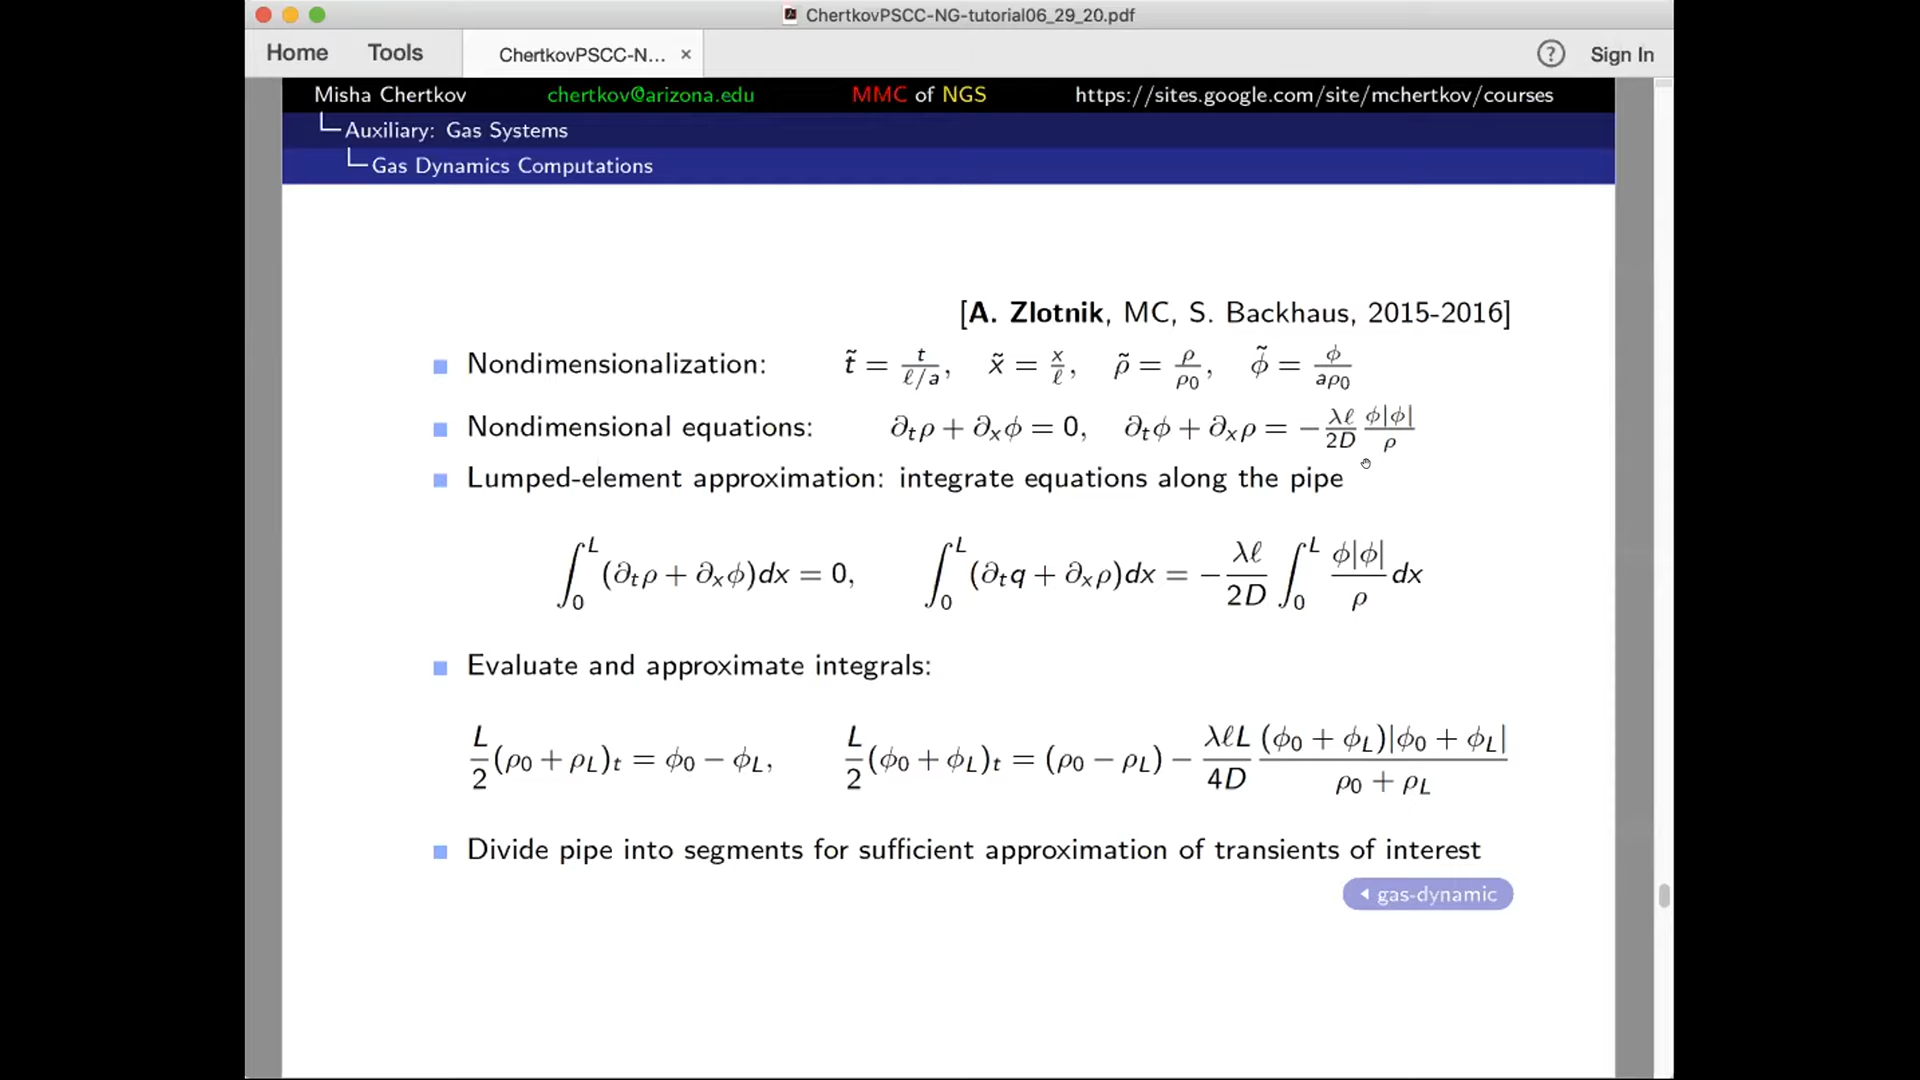 ChertkovPSCC-NG-tutorial06_29_20.pdf
Home Tools ChertkovPSCC-N... × ? Sign In
Misha Chertkov chertkov@arizona.edu MMC of NGS https://sites.google.com/site/mchertkov/courses
Auxiliary: Gas Systems
Gas Dynamics Computations
[A. Zlotnik, MC, S. Backhaus, 2015-2016]
Nondimensionalization: t̃ = t/(ℓ/a), x̃ = x/ℓ, ρ̃ = ρ/ρ₀, ϕ̃ = ϕ/(aρ₀)
Nondimensional equations: ∂ₜρ + ∂ₓϕ = 0, ∂ₜϕ + ∂ₓρ = −(λℓ/2D) (ϕ|ϕ|/ρ)
Lumped-element approximation: integrate equations along the pipe
∫₀ᴸ (∂ₜρ + ∂ₓϕ)dx = 0, ∫₀ᴸ (∂ₜq + ∂ₓρ)dx = −(λℓ/2D) ∫₀ᴸ (ϕ|ϕ|/ρ) dx
Evaluate and approximate integrals:
(L/2)(ρ₀ + ρ_L)ₜ = ϕ₀ − ϕ_L, (L/2)(ϕ₀ + ϕ_L)ₜ = (ρ₀ − ρ_L) − (λℓL/4D) ((ϕ₀ + ϕ_L)|ϕ₀ + ϕ_L|)/(ρ₀ + ρ_L)
Divide pipe into segments for sufficient approximation of transients of interest
gas-dynamic